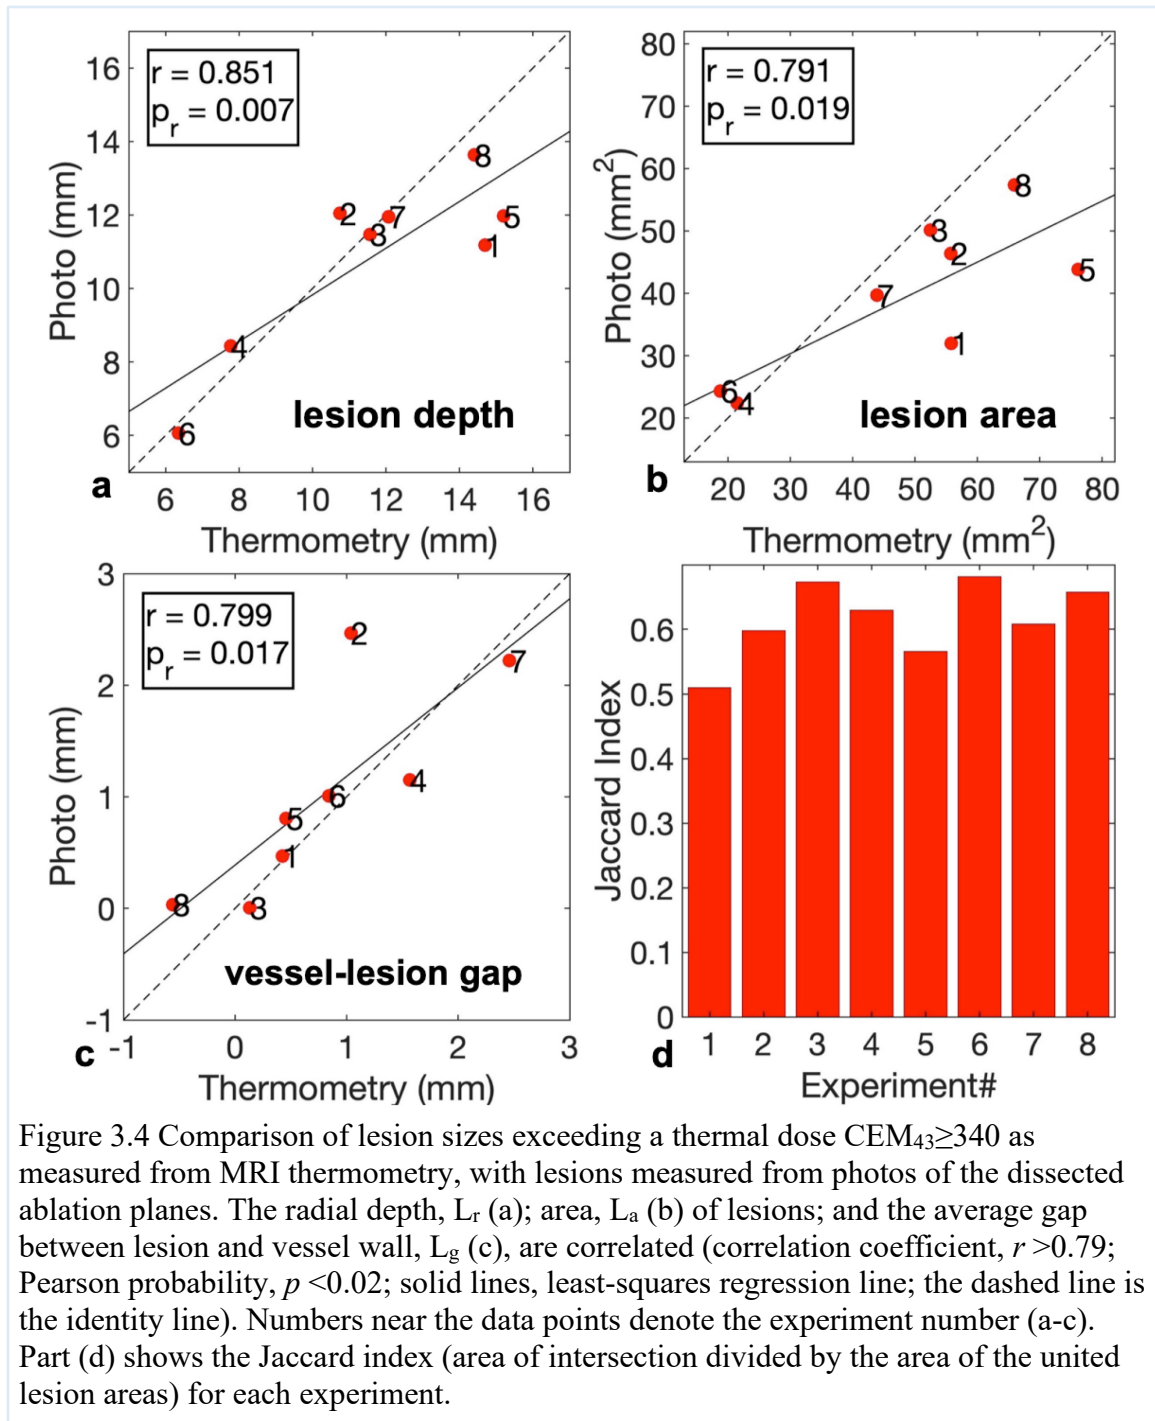 16
14
12
10
8
6
r = 0.851
pr = 0.007
8
2
7
3
5
1
4
6
lesion depth
Photo (mm)
a
6 8 10 12 14 16
Thermometry (mm)
80
70
60
50
40
30
20
r = 0.791
pr = 0.019
8
3
2
5
7
1
6
4
lesion area
Photo (mm²)
b
20 30 40 50 60 70 80
Thermometry (mm²)
3
2
1
0
-1
r = 0.799
pr = 0.017
2
7
4
6
5
1
8
3
vessel-lesion gap
Photo (mm)
c
-1 0 1 2 3
Thermometry (mm)
0.6
0.5
0.4
0.3
0.2
0.1
0
Jaccard Index
d
1 2 3 4 5 6 7 8
Experiment#
Figure 3.4 Comparison of lesion sizes exceeding a thermal dose CEM₄₃≥340 as
measured from MRI thermometry, with lesions measured from photos of the dissected
ablation planes. The radial depth, Lᵣ (a); area, Lₐ (b) of lesions; and the average gap
between lesion and vessel wall, Lg (c), are correlated (correlation coefficient, r >0.79;
Pearson probability, p <0.02; solid lines, least-squares regression line; the dashed line is
the identity line). Numbers near the data points denote the experiment number (a-c).
Part (d) shows the Jaccard index (area of intersection divided by the area of the united
lesion areas) for each experiment.